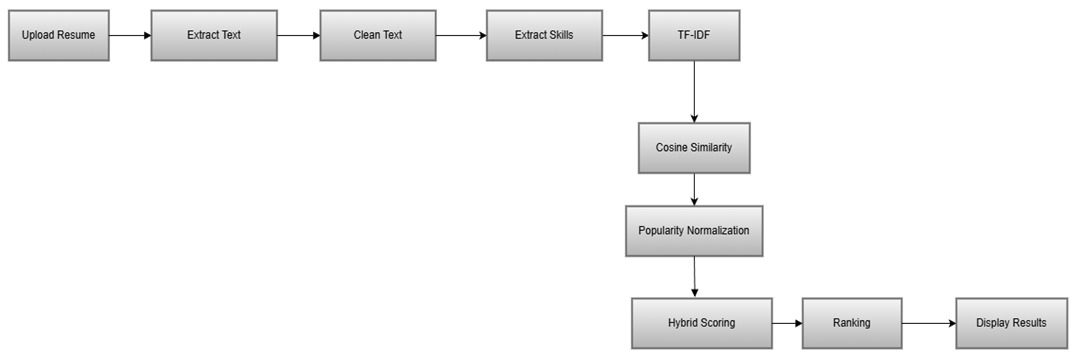 Upload Resume
Extract Text
Clean Text
Extract Skills
TF-IDF
Cosine Similarity
Popularity Normalization
Hybrid Scoring
Ranking
Display Results